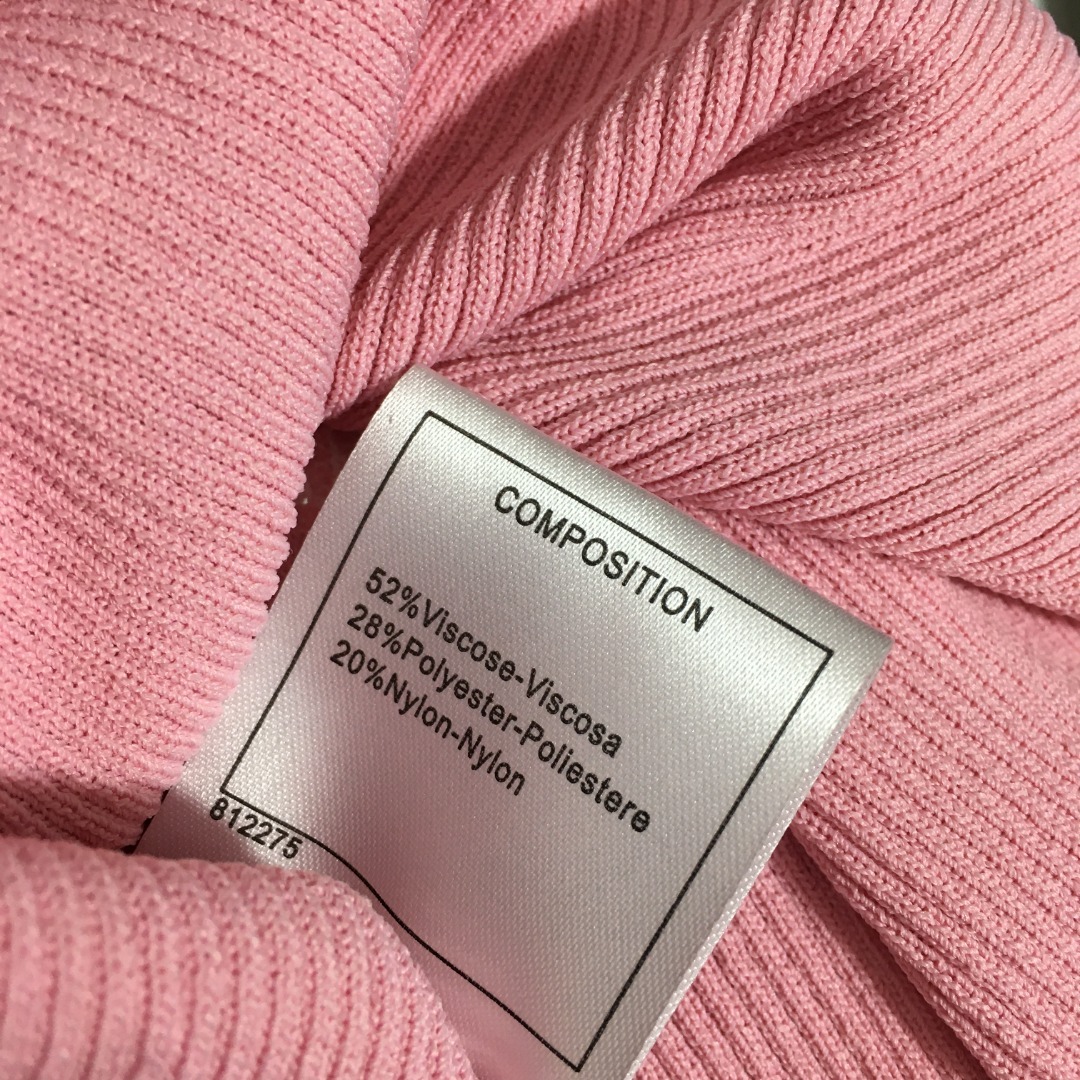 COMPOSITION
52%Viscose-Viscosa
28%Polyester-Poliestere
20%Nylon-Nylon
812275